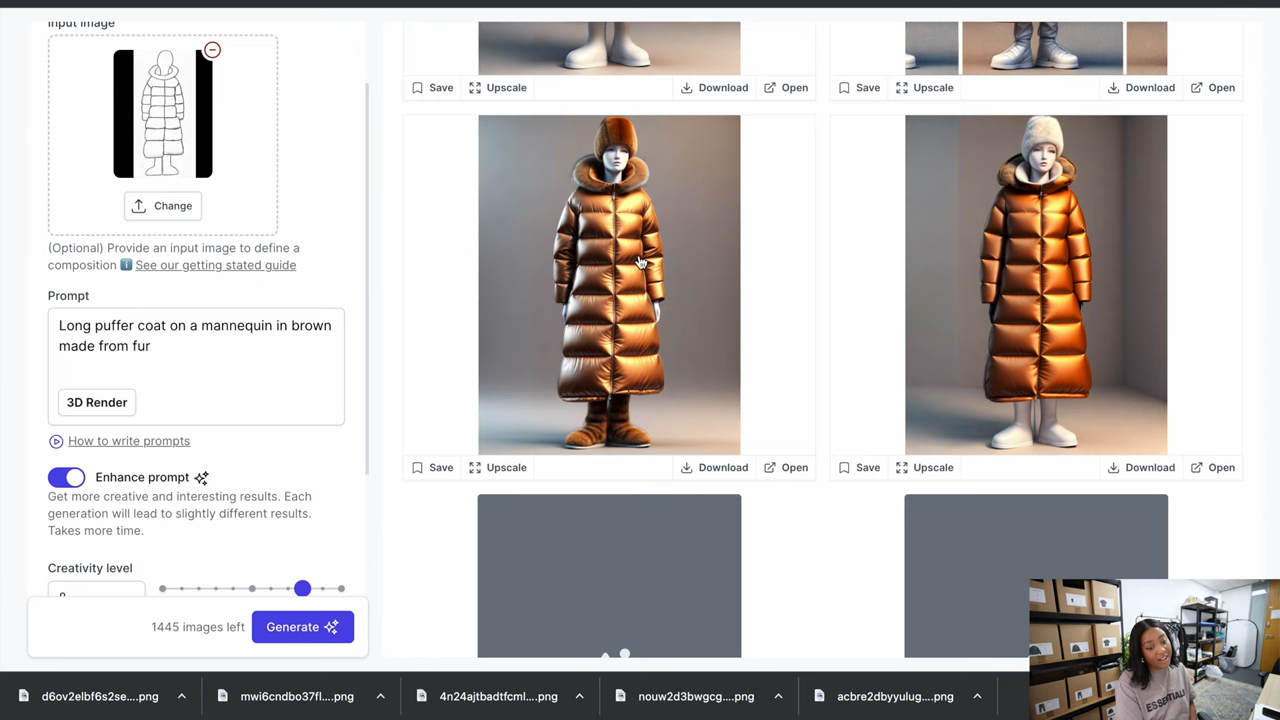 Input image
Change
(Optional) Provide an input image to define a
composition ℹ️ See our getting stated guide
Prompt
Long puffer coat on a mannequin in brown
made from fur
3D Render
How to write prompts
Enhance prompt
Get more creative and interesting results. Each
generation will lead to slightly different results.
Takes more time.
Creativity level
8
1445 images left
Generate
Save Upscale Download Open
Save Upscale Download Open
Save Upscale Download Open
Save Upscale Download Open
d6ov2elbf6s2se....png
mwi6cndbo37fl....png
4n24ajtbadtfcml....png
nouw2d3bwgcg....png
acbre2dbyyulug....png
ESSENTIALS